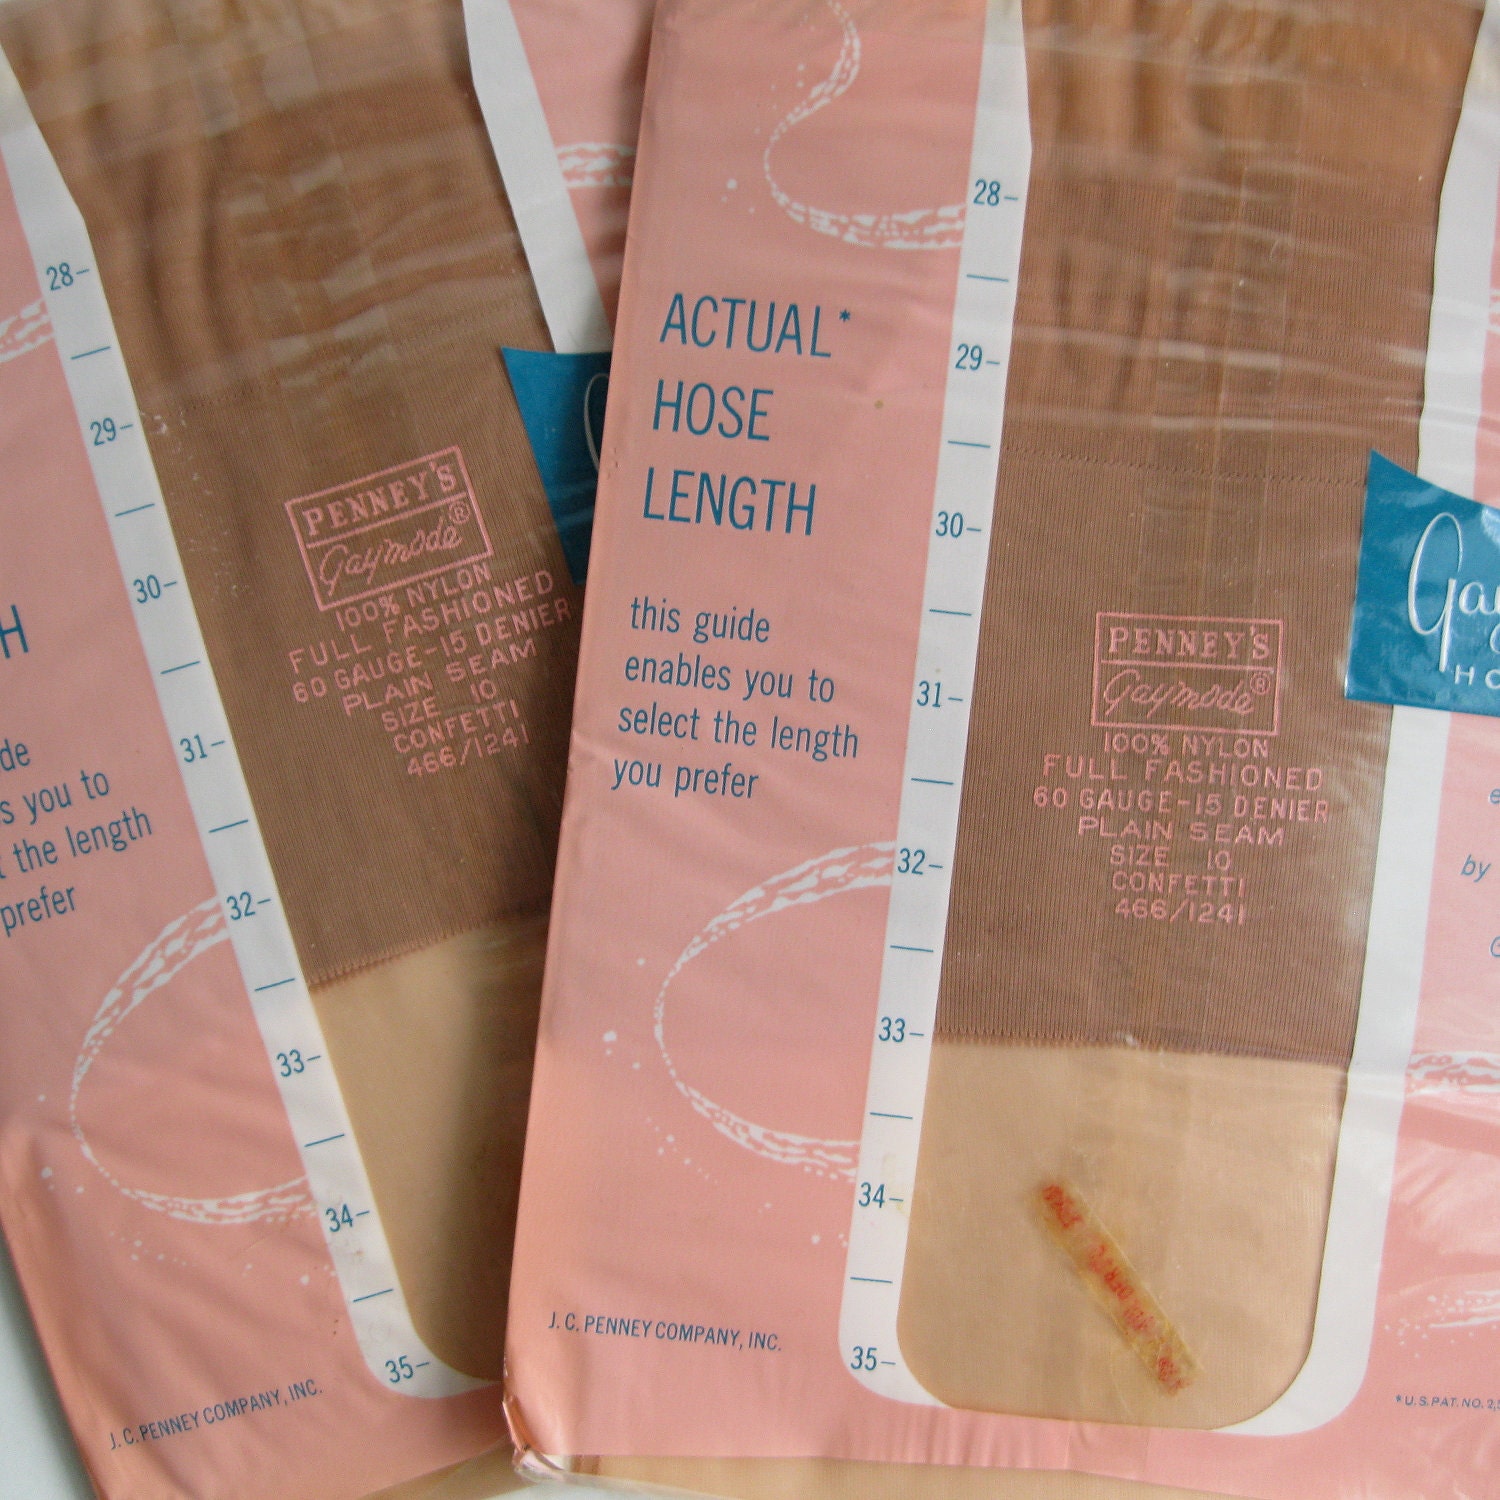 28-
29-
30-
31-
32-
33-
34-
35-
H
de
s you to
the length
prefer
J. C. PENNEY COMPANY, INC.
PENNEY'S
Gaymode®
100% NYLON
FULL FASHIONED
60 GAUGE-15 DENIER
PLAIN SEAM
SIZE 10
CONFETTI
466/1241
ACTUAL*
HOSE
LENGTH
this guide
enables you to
select the length
you prefer
J. C. PENNEY COMPANY, INC.
28-
29-
30-
31-
32-
33-
34-
35-
PENNEY'S
Gaymode®
100% NYLON
FULL FASHIONED
60 GAUGE-15 DENIER
PLAIN SEAM
SIZE 10
CONFETTI
466/1241
Gay
HO
e
by
G
*U.S. PAT. NO. 2,